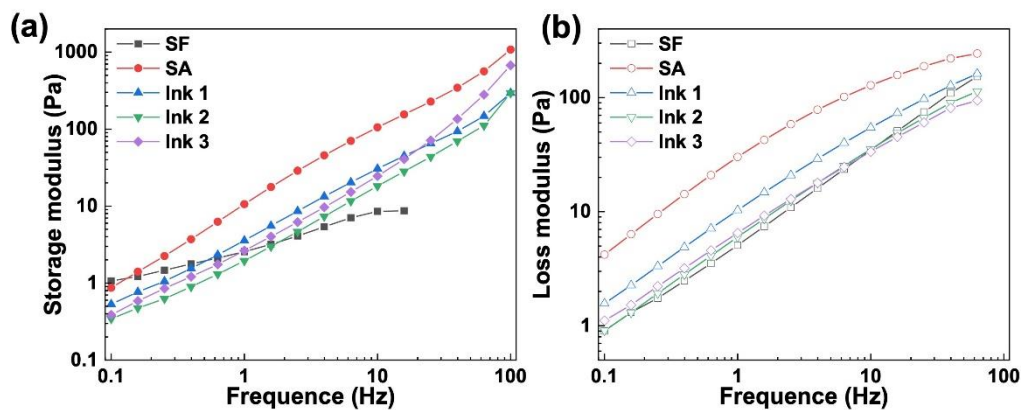 (a)
SF
SA
Ink 1
Ink 2
Ink 3
Storage modulus (Pa)
1000
100
10
1
0.1
0.1
1
10
100
Frequence (Hz)
(b)
SF
SA
Ink 1
Ink 2
Ink 3
Loss modulus (Pa)
100
10
1
0.1
1
10
100
Frequence (Hz)